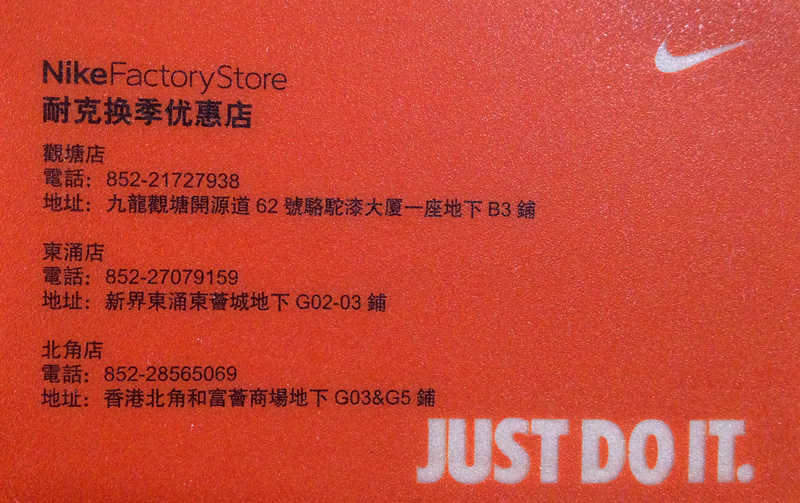 NikeFactoryStore
耐克换季优惠店
觀塘店
電話：852-21727938
地址：九龍觀塘開源道 62 號駱駝漆大厦一座地下 B3 鋪
東涌店
電話：852-27079159
地址：新界東涌東薈城地下 G02-03 鋪
北角店
電話：852-28565069
地址：香港北角和富薈商場地下 G03&G5 鋪
JUST DO IT.